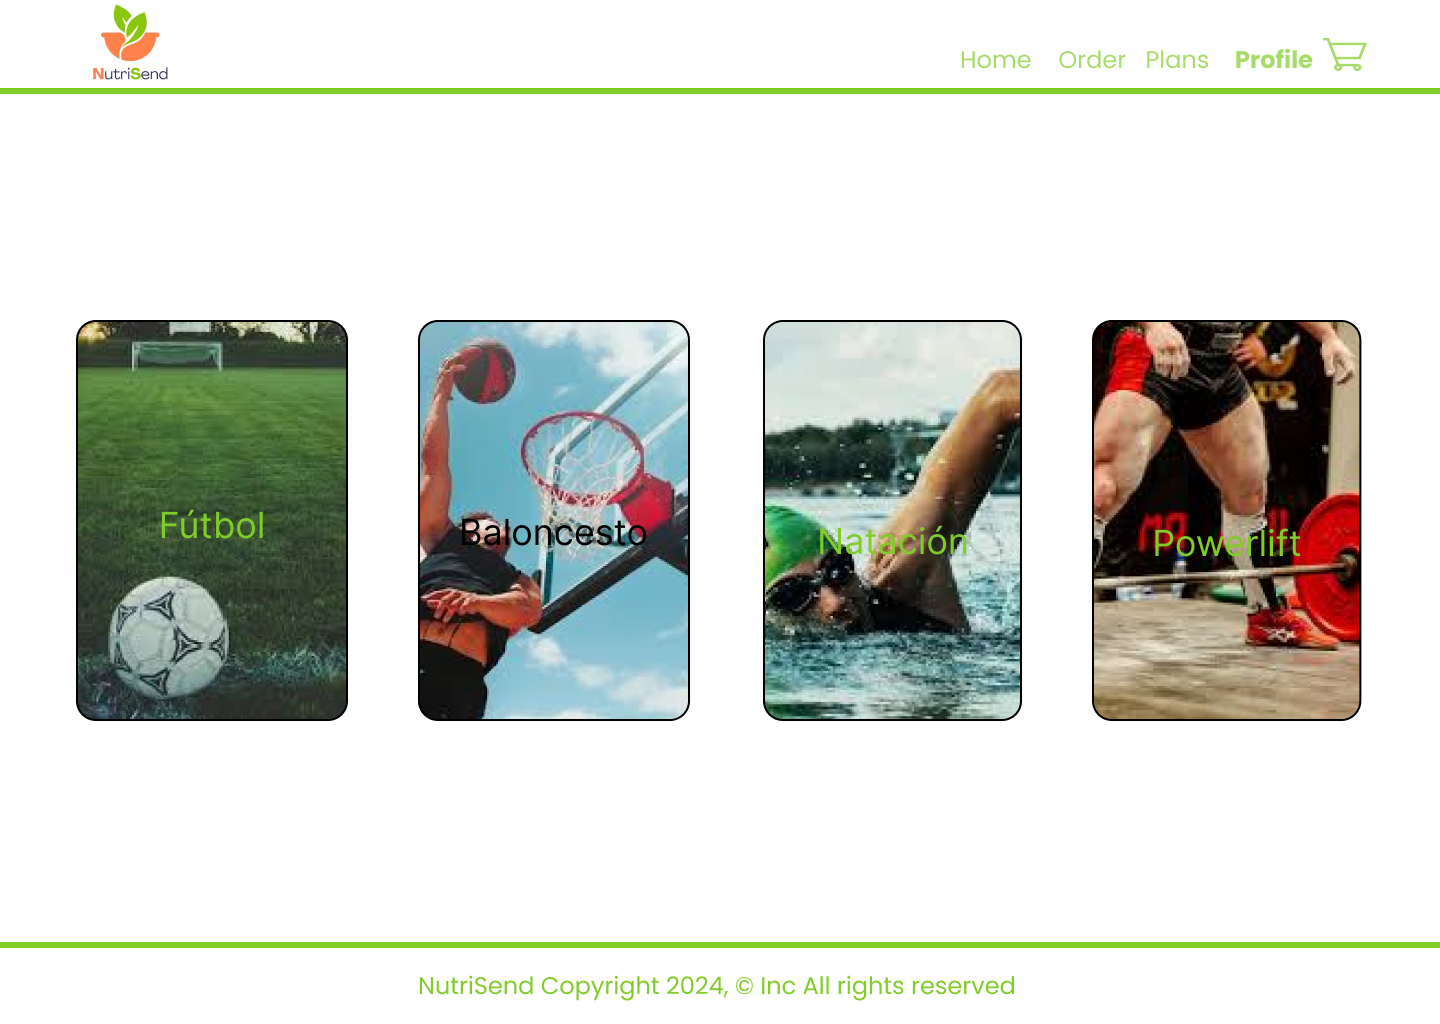 NutriSend
Home Order Plans Profile
Fútbol
Baloncesto
Natación
Powerlift
NutriSend Copyright 2024, © Inc All rights reserved